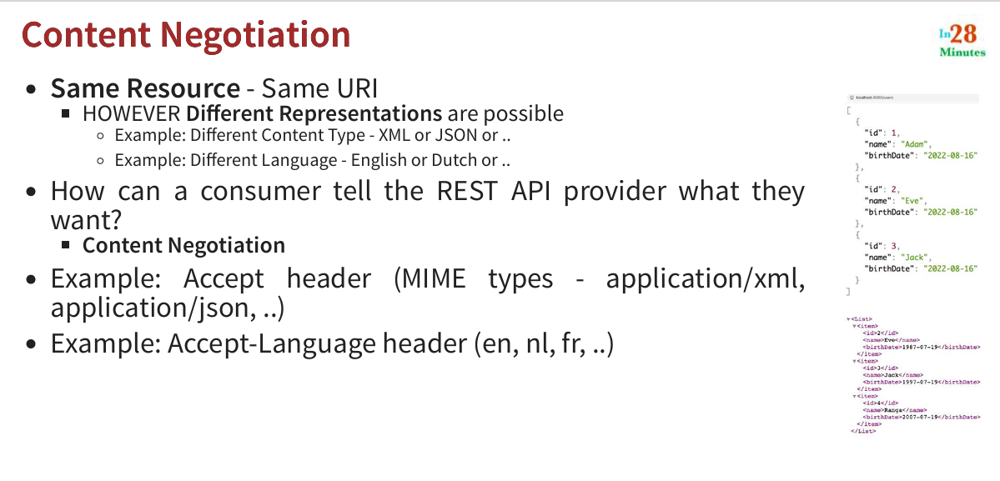 Content Negotiation
In28
Minutes
• Same Resource - Same URI
▪ HOWEVER Different Representations are possible
◦ Example: Different Content Type - XML or JSON or ..
◦ Example: Different Language - English or Dutch or ..
• How can a consumer tell the REST API provider what they
want?
▪ Content Negotiation
• Example: Accept header (MIME types - application/xml,
application/json, ..)
• Example: Accept-Language header (en, nl, fr, ..)
localhost:8080/users
[
{
"id": 1,
"name": "Adam",
"birthDate": "2022-08-16"
},
{
"id": 2,
"name": "Eve",
"birthDate": "2022-08-16"
},
{
"id": 3,
"name": "Jack",
"birthDate": "2022-08-16"
}
]
▼<List>
▼<item>
<id>2</id>
<name>Eve</name>
<birthDate>1987-07-19</birthDate>
</item>
▼<item>
<id>3</id>
<name>Jack</name>
<birthDate>1997-07-19</birthDate>
</item>
▼<item>
<id>4</id>
<name>Ranga</name>
<birthDate>2007-07-19</birthDate>
</item>
</List>